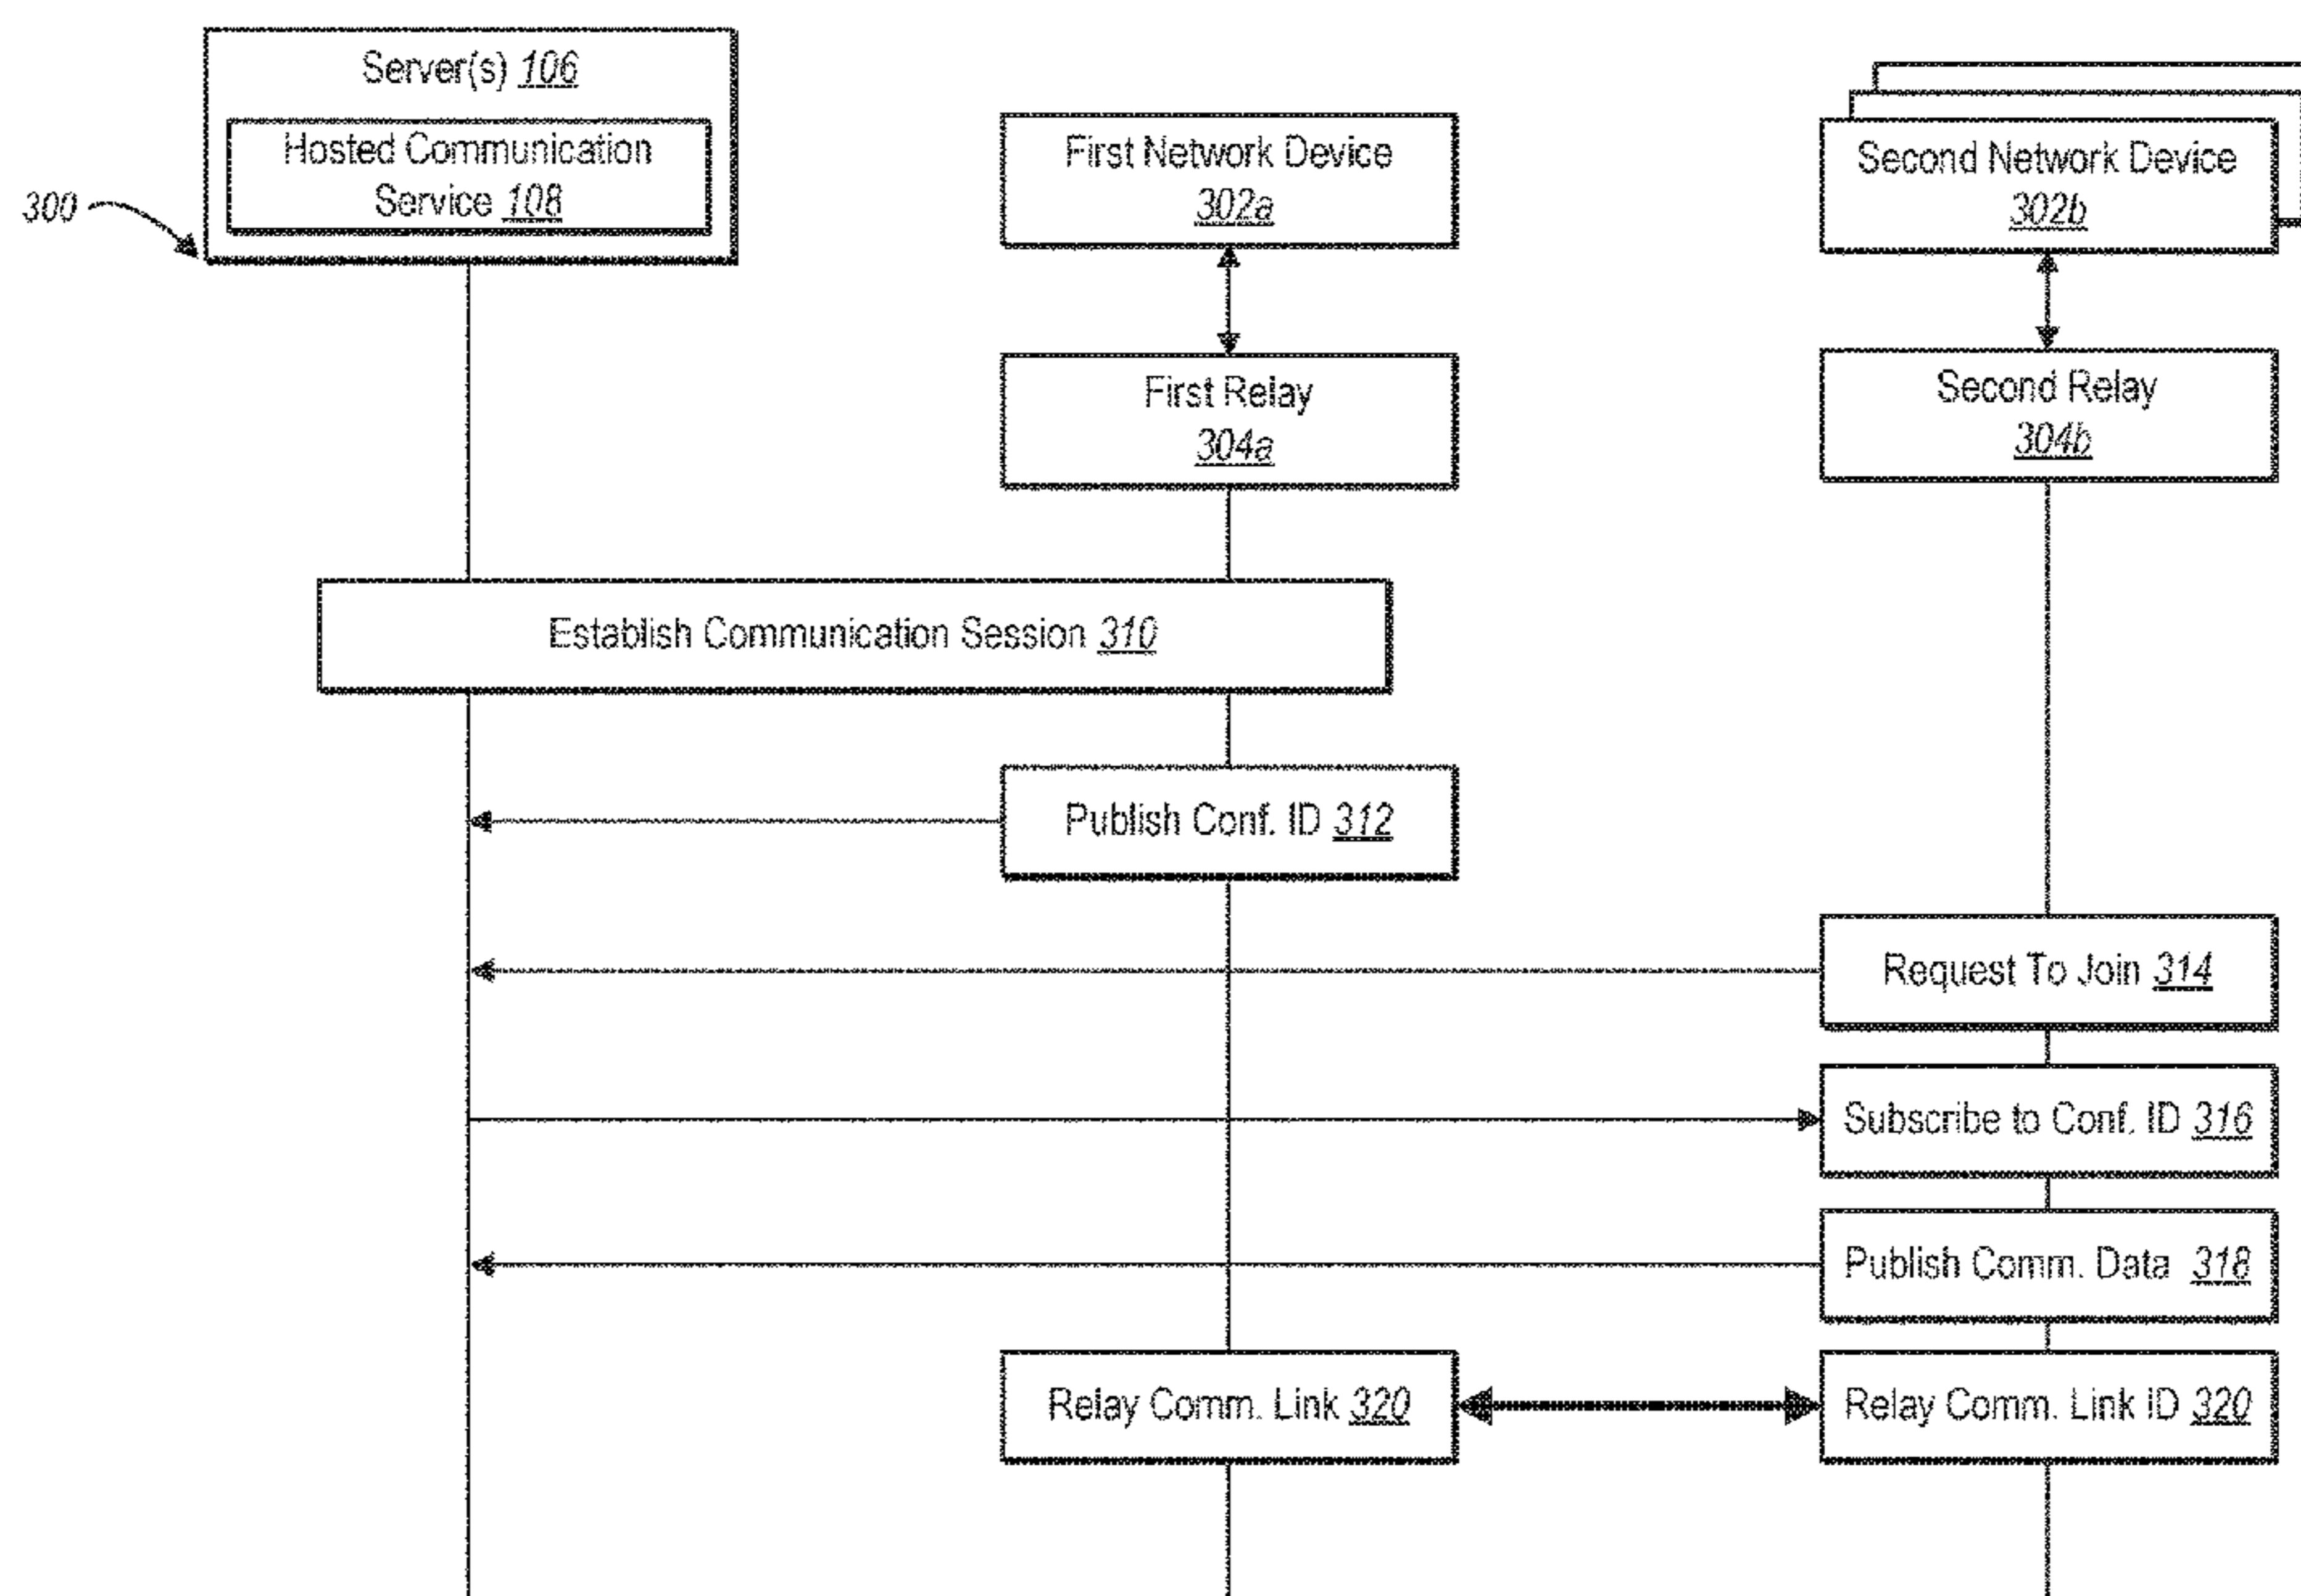 Server(s) 106
Hosted Communication
Service 108
300
First Network Device
302a
Second Network Device
302b
First Relay
304a
Second Relay
304b
Establish Communication Session 310
Publish Conf. ID 312
Request To Join 314
Subscribe to Conf. ID 316
Publish Comm. Data 318
Relay Comm. Link 320
Relay Comm. Link ID 320